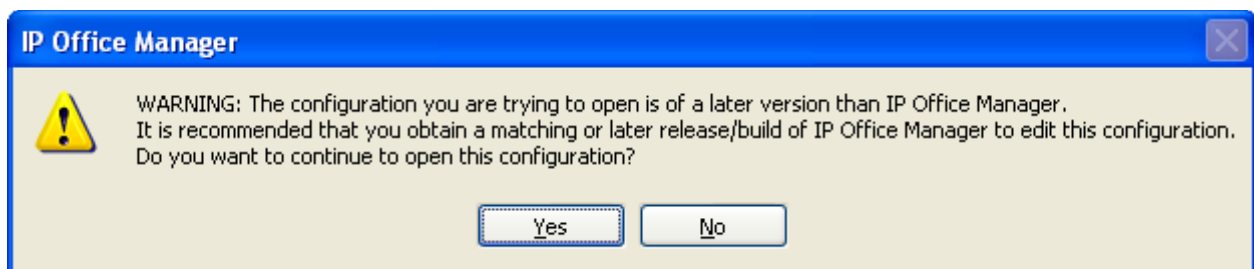 IP Office Manager
WARNING: The configuration you are trying to open is of a later version than IP Office Manager.
It is recommended that you obtain a matching or later release/build of IP Office Manager to edit this configuration.
Do you want to continue to open this configuration?
Yes No